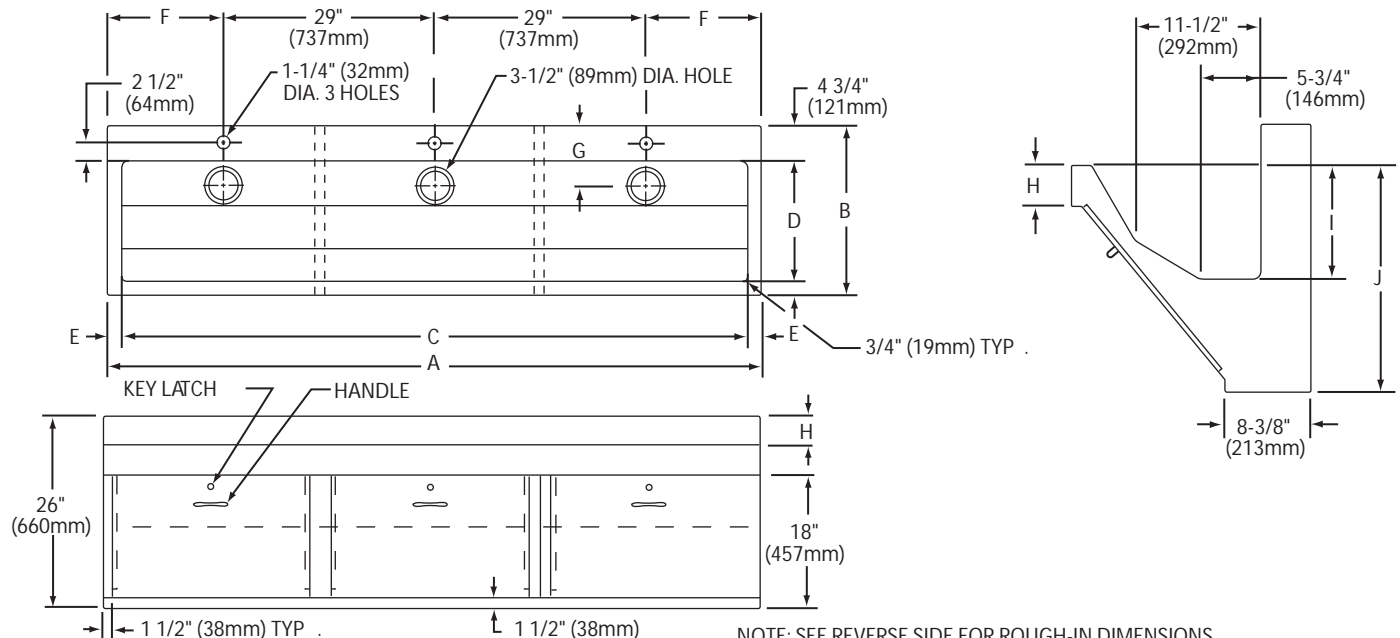 F
29"
(737mm)
29"
(737mm)
F
2 1/2"
(64mm)
1-1/4" (32mm)
DIA. 3 HOLES
3-1/2" (89mm) DIA. HOLE
4 3/4"
(121mm)
G
D
B
E
C
E
A
3/4" (19mm) TYP .
11-1/2"
(292mm)
5-3/4"
(146mm)
H
I
J
8-3/8"
(213mm)
KEY LATCH
HANDLE
H
26"
(660mm)
18"
(457mm)
1 1/2" (38mm) TYP .
1 1/2" (38mm)
NOTE: SEE REVERSE SIDE FOR ROUGH-IN DIMENSIONS